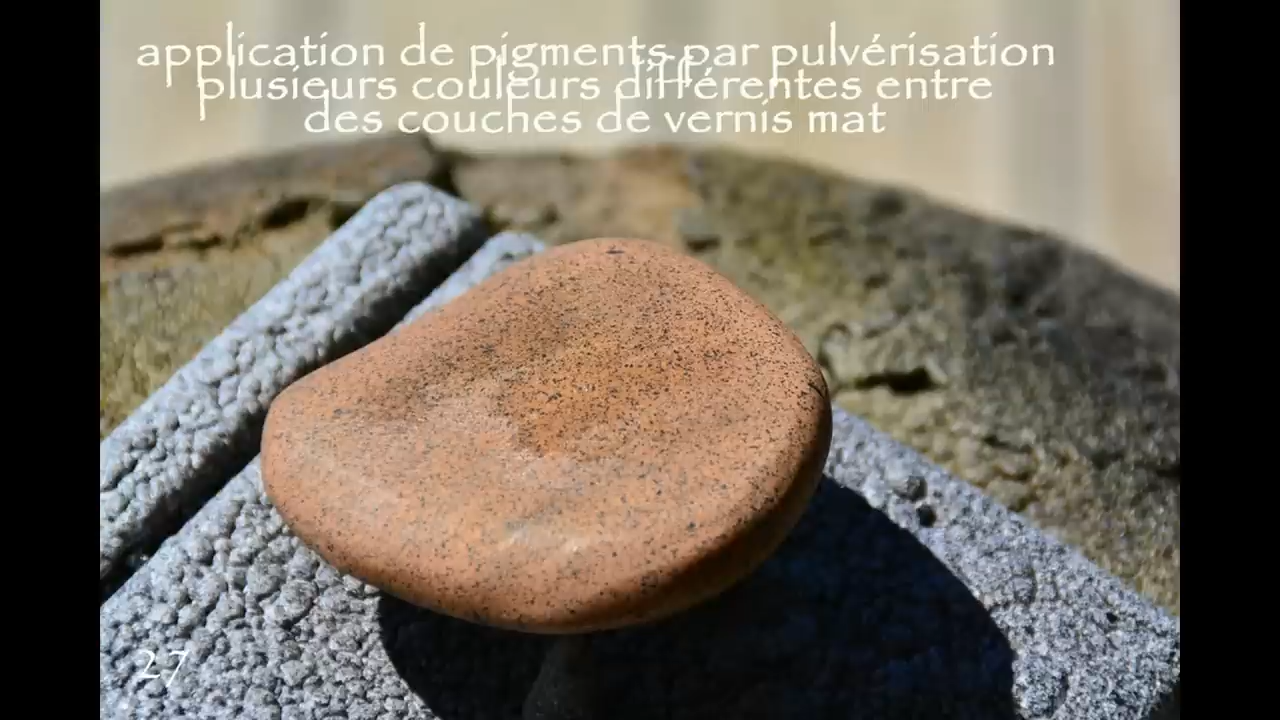 application de pigments par pulvérisation
plusieurs couleurs différentes entre
des couches de vernis mat
27